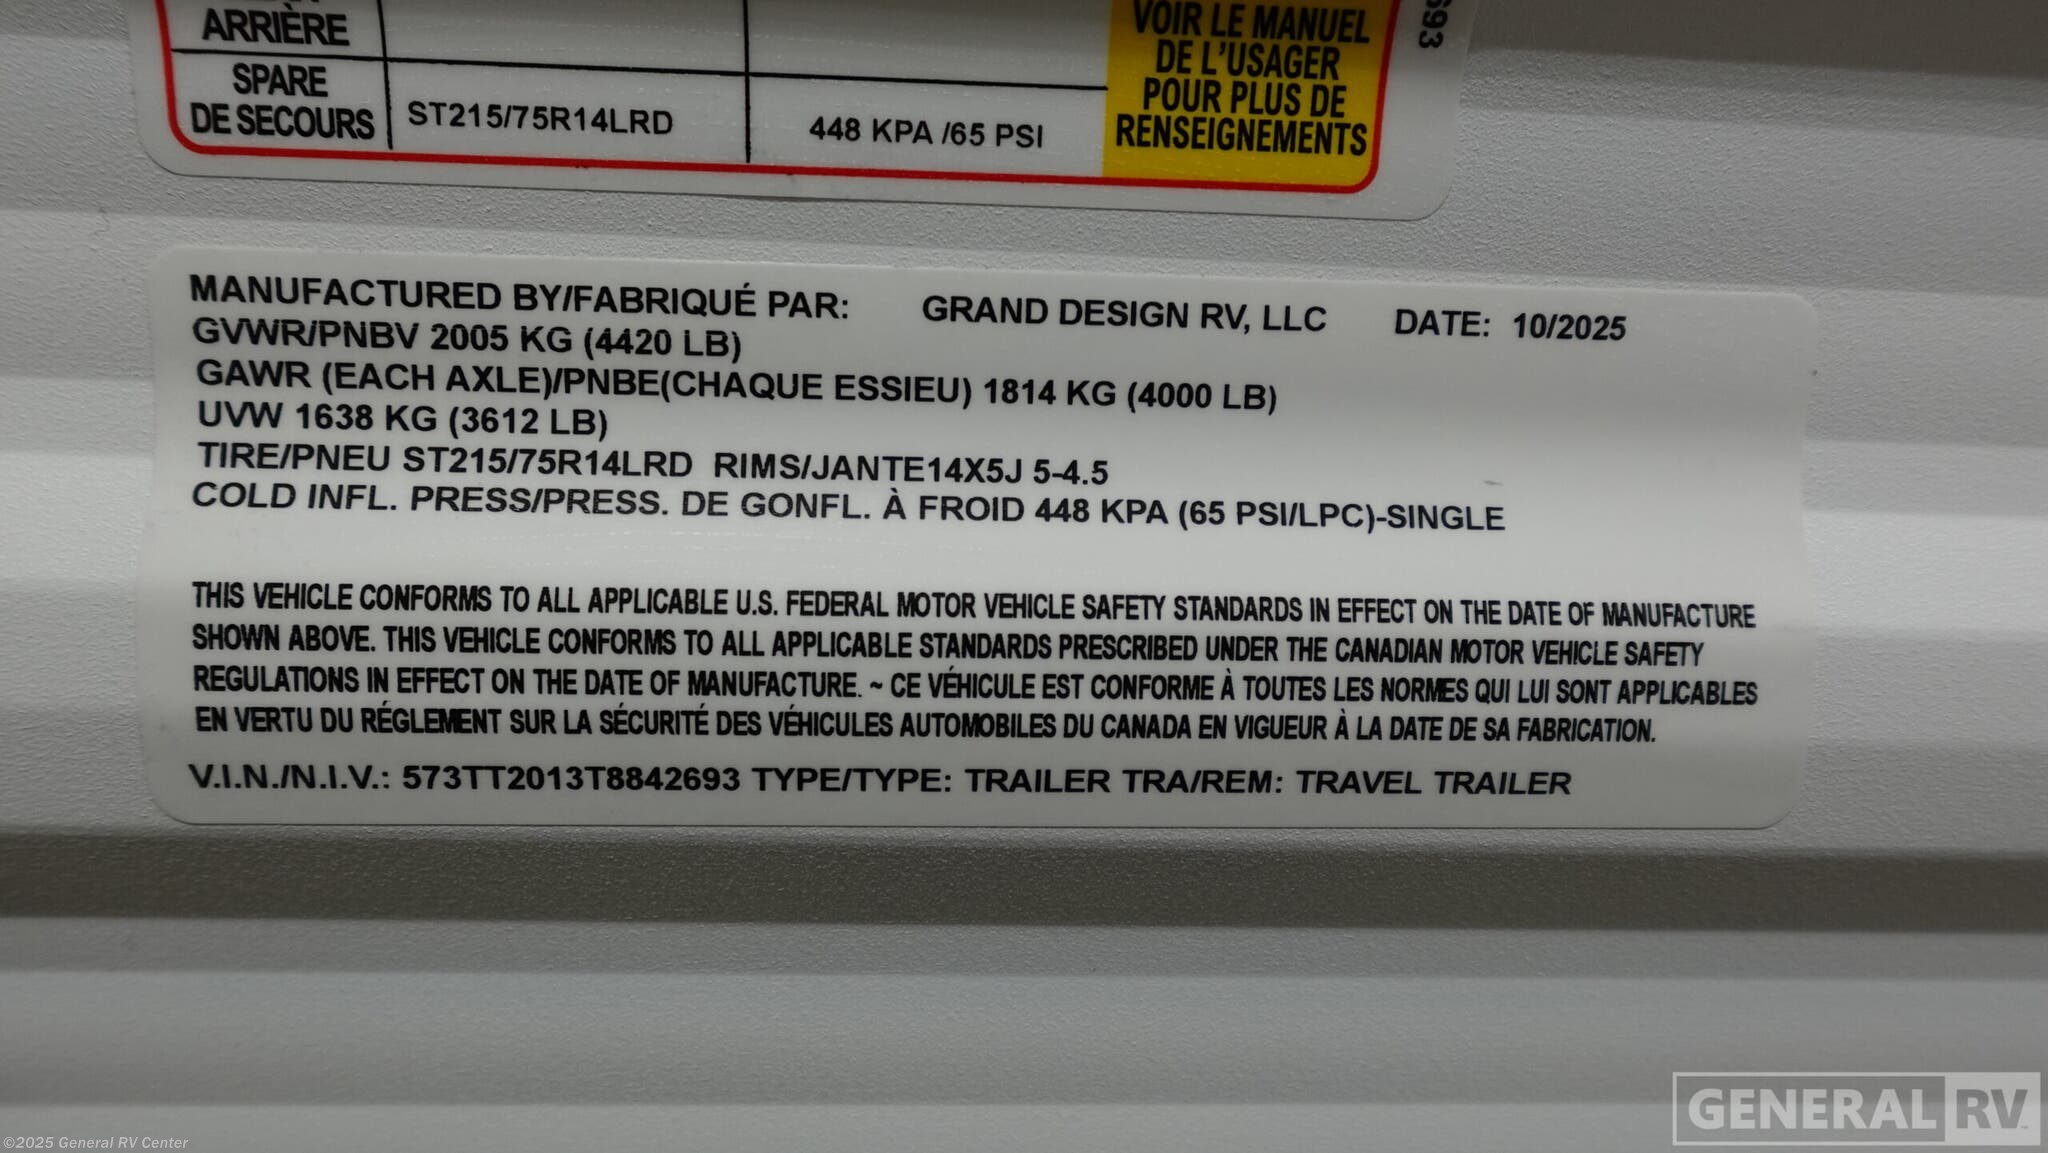 ARRIÈRE
SPARE
DE SECOURS
ST215/75R14LRD
448 KPA /65 PSI
VOIR LE MANUEL
DE L'USAGER
POUR PLUS DE
RENSEIGNEMENTS
693
MANUFACTURED BY/FABRIQUÉ PAR: GRAND DESIGN RV, LLC DATE: 10/2025
GVWR/PNBV 2005 KG (4420 LB)
GAWR (EACH AXLE)/PNBE(CHAQUE ESSIEU) 1814 KG (4000 LB)
UVW 1638 KG (3612 LB)
TIRE/PNEU ST215/75R14LRD RIMS/JANTE14X5J 5-4.5
COLD INFL. PRESS/PRESS. DE GONFL. À FROID 448 KPA (65 PSI/LPC)-SINGLE
THIS VEHICLE CONFORMS TO ALL APPLICABLE U.S. FEDERAL MOTOR VEHICLE SAFETY STANDARDS IN EFFECT ON THE DATE OF MANUFACTURE
SHOWN ABOVE. THIS VEHICLE CONFORMS TO ALL APPLICABLE STANDARDS PRESCRIBED UNDER THE CANADIAN MOTOR VEHICLE SAFETY
REGULATIONS IN EFFECT ON THE DATE OF MANUFACTURE. ~ CE VÉHICULE EST CONFORME À TOUTES LES NORMES QUI LUI SONT APPLICABLES
EN VERTU DU RÉGLEMENT SUR LA SÉCURITÉ DES VÉHICULES AUTOMOBILES DU CANADA EN VIGUEUR À LA DATE DE SA FABRICATION.
V.I.N./N.I.V.: 573TT2013T8842693 TYPE/TYPE: TRAILER TRA/REM: TRAVEL TRAILER
GENERAL RV
©2025 General RV Center